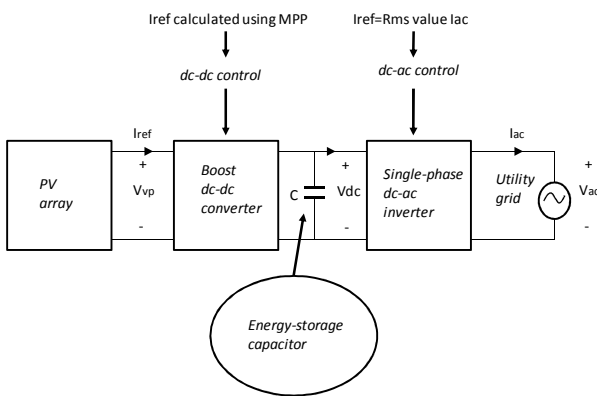 Iref calculated using MPP
Iref=Rms value Iac
dc-dc control
dc-ac control
Iref
Iac
PV
array
+
Vvp
-
Boost
dc-dc
converter
C
+
Vdc
-
Single-phase
dc-ac
inverter
Utility
grid
+
Vac
-
Energy-storage
capacitor